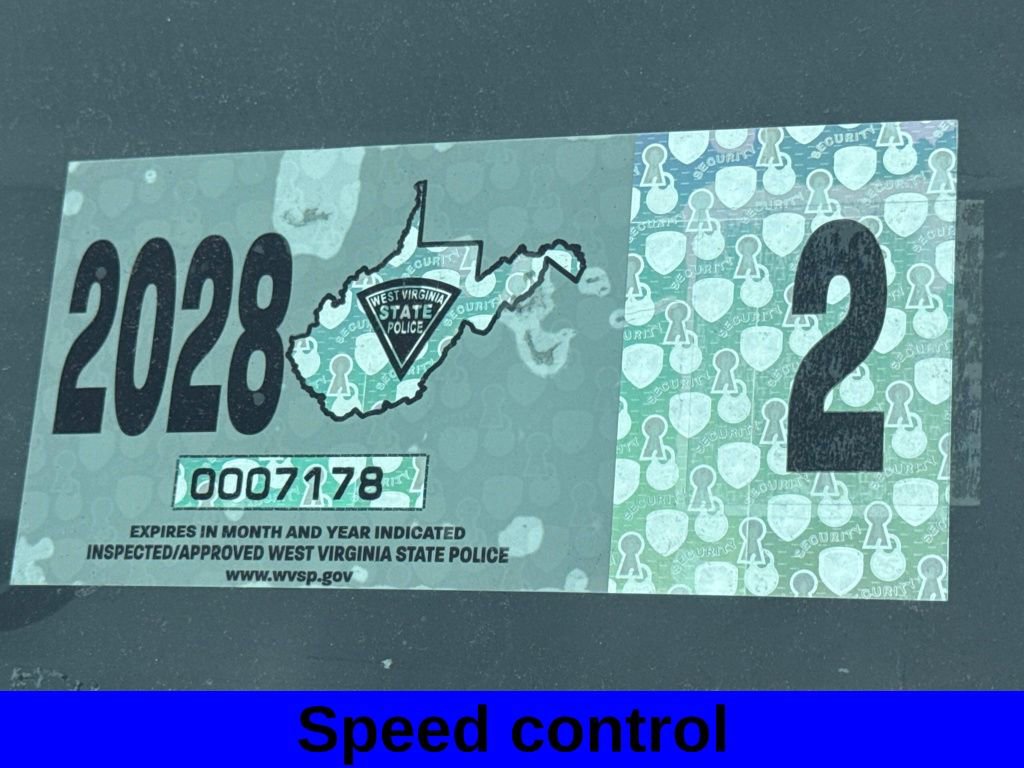 2028
WEST VIRGINIA
STATE
POLICE
2
0007178
EXPIRES IN MONTH AND YEAR INDICATED
INSPECTED/APPROVED WEST VIRGINIA STATE POLICE
www.wvsp.gov
SECURITY
Speed control